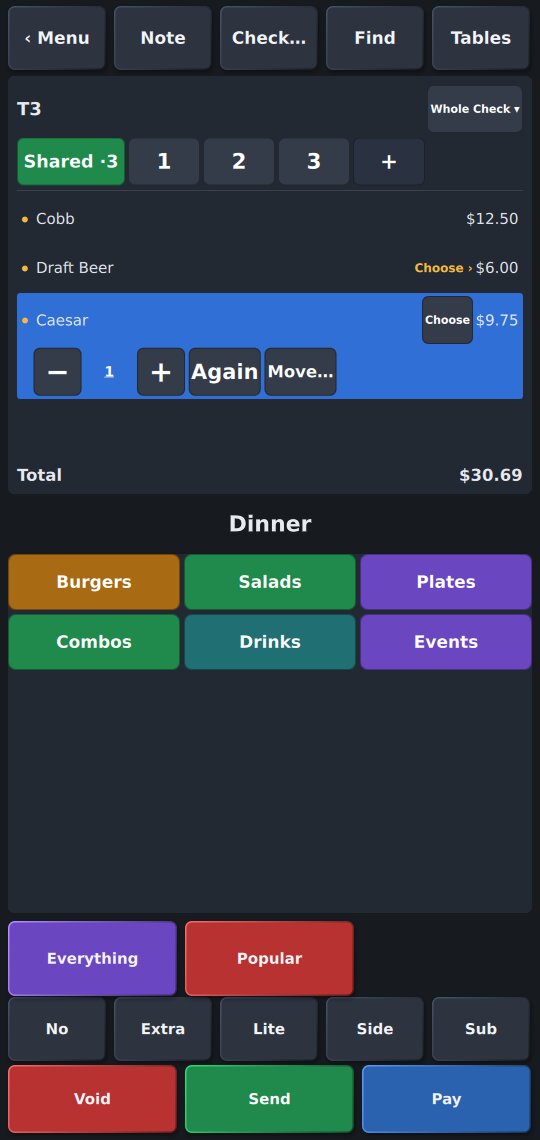 ‹ Menu Note Check... Find Tables
T3 Whole Check ▾
Shared ·3 1 2 3 +
• Cobb $12.50
• Draft Beer Choose › $6.00
• Caesar Choose $9.75
− 1 + Again Move...
Total $30.69
Dinner
Burgers Salads Plates
Combos Drinks Events
Everything Popular
No Extra Lite Side Sub
Void Send Pay